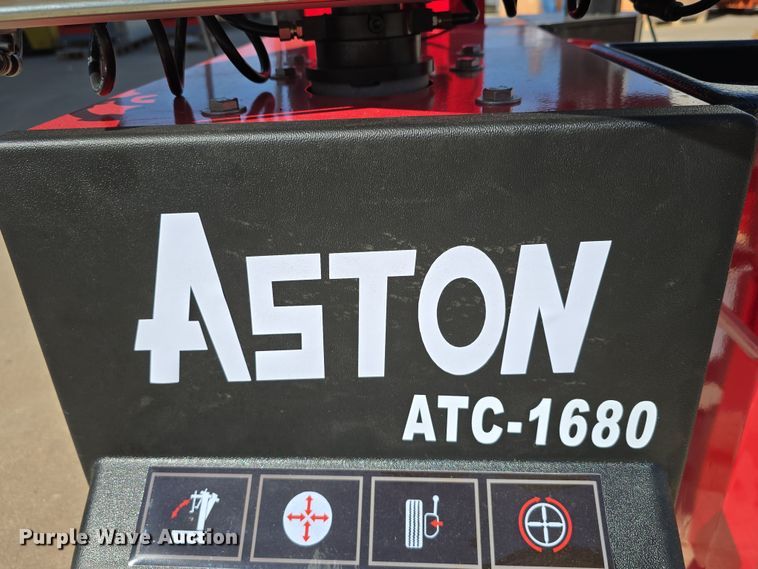 ASTON
ATC-1680
Purple Wave Auction